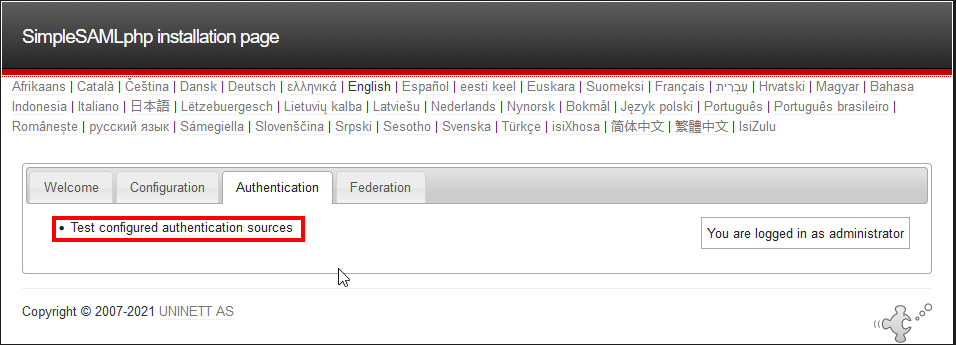 SimpleSAMLphp installation page
Afrikaans | Català | Čeština | Dansk | Deutsch | ελληνικά | English | Español | eesti keel | Euskara | Suomeksi | Français | עִבְרִית | Hrvatski | Magyar | Bahasa
Indonesia | Italiano | 日本語 | Lëtzebuergesch | Lietuvių kalba | Latviešu | Nederlands | Nynorsk | Bokmål | Język polski | Português | Português brasileiro |
Românește | русский язык | Sámegiella | Slovenščina | Srpski | Sesotho | Svenska | Türkçe | isiXhosa | 简体中文 | 繁體中文 | IsiZulu
Welcome Configuration Authentication Federation
• Test configured authentication sources
You are logged in as administrator
Copyright © 2007-2021 UNINETT AS